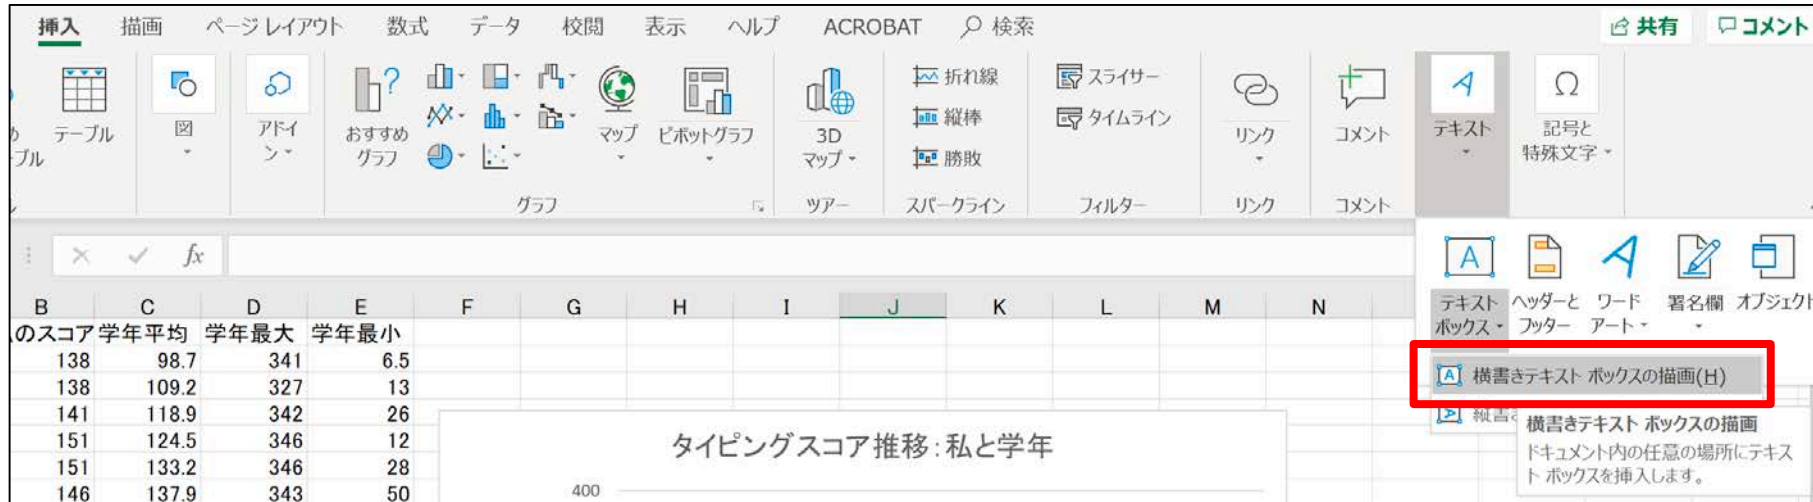 挿入 描画 ページ レイアウト 数式 データ 校閲 表示 ヘルプ ACROBAT 検索 共有 コメント
テーブル 図 アドイン おすすめグラフ マップ ピボットグラフ 3Dマップ 折れ線 縦棒 勝敗 スライサー タイムライン リンク コメント テキスト 記号と特殊文字
グラフ ツアー スパークライン フィルター リンク コメント
fx
テキストボックス ヘッダーとフッター ワードアート 署名欄 オブジェクト
B C D E F G H I J K L M N
のスコア 学年平均 学年最大 学年最小
138 98.7 341 6.5
138 109.2 327 13
141 118.9 342 26
151 124.5 346 12
151 133.2 346 28
146 137.9 343 50
タイピングスコア推移:私と学年
400
横書きテキスト ボックスの描画(H)
縦書
横書きテキスト ボックスの描画
ドキュメント内の任意の場所にテキス
ト ボックスを挿入します。